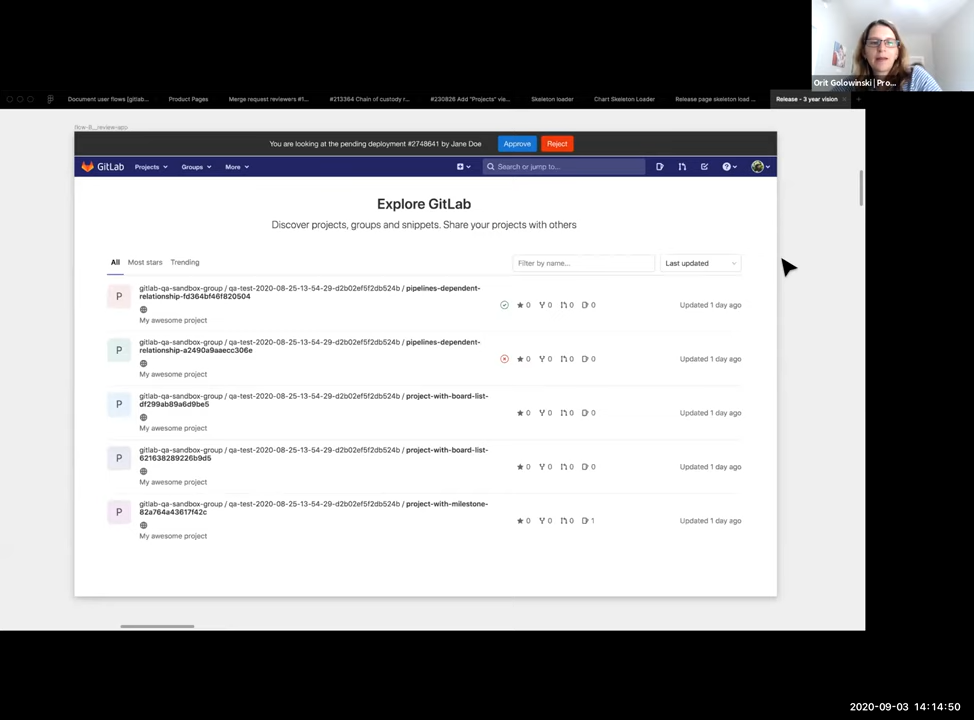 Orit Golowinski | Pro...
Document user flows [gitlab...
Product Pages
Merge request reviewers #1...
#213364 Chain of custody r...
#230826 Add "Projects" vie...
Skeleton loader
Chart Skeleton Loader
Release page skeleton load ...
Release - 3 year vision
flow-8__review-app
You are looking at the pending deployment #2748641 by Jane Doe
Approve
Reject
GitLab
Projects
Groups
More
Search or jump to...
Explore GitLab
Discover projects, groups and snippets. Share your projects with others
All
Most stars
Trending
Filter by name...
Last updated
gitlab-qa-sandbox-group / qa-test-2020-08-25-13-54-29-d2b02ef5f2db524b / pipelines-dependent-
relationship-fd364bf46f820504
0 0 0 0
Updated 1 day ago
My awesome project
gitlab-qa-sandbox-group / qa-test-2020-08-25-13-54-29-d2b02ef5f2db524b / pipelines-dependent-
relationship-a2490a9aaecc306e
0 0 0 0
Updated 1 day ago
My awesome project
gitlab-qa-sandbox-group / qa-test-2020-08-25-13-54-29-d2b02ef5f2db524b / project-with-board-list-
df299ab89a6d9be5
0 0 0 0
Updated 1 day ago
My awesome project
gitlab-qa-sandbox-group / qa-test-2020-08-25-13-54-29-d2b02ef5f2db524b / project-with-board-list-
621638289226b9d5
0 0 0 0
Updated 1 day ago
My awesome project
gitlab-qa-sandbox-group / qa-test-2020-08-25-13-54-29-d2b02ef5f2db524b / project-with-milestone-
82a764a43617f42c
0 0 0 1
Updated 1 day ago
My awesome project
P
P
P
P
P
2020-09-03 14:14:50